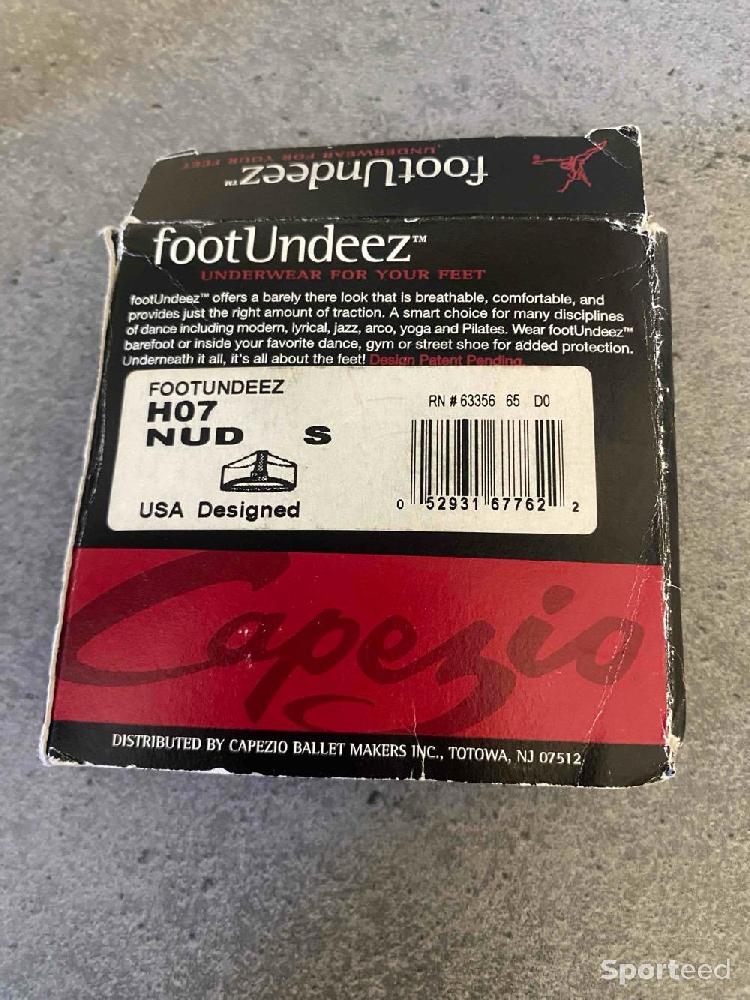 footUndeez™
UNDERWEAR FOR YOUR FEET
footUndeez™
UNDERWEAR FOR YOUR FEET
footUndeez™ offers a barely there look that is breathable, comfortable, and
provides just the right amount of traction. A smart choice for many disciplines
of dance including modern, lyrical, jazz, arco, yoga and Pilates. Wear footUndeez™
barefoot or inside your favorite dance, gym or street shoe for added protection.
Underneath it all, it's all about the feet! Design Patent Pending.
FOOTUNDEEZ
H07
NUD S
USA Designed
RN # 63356 65 D0
0 52931 67762 2
Capezio
DISTRIBUTED BY CAPEZIO BALLET MAKERS INC., TOTOWA, NJ 07512.
Sporteed